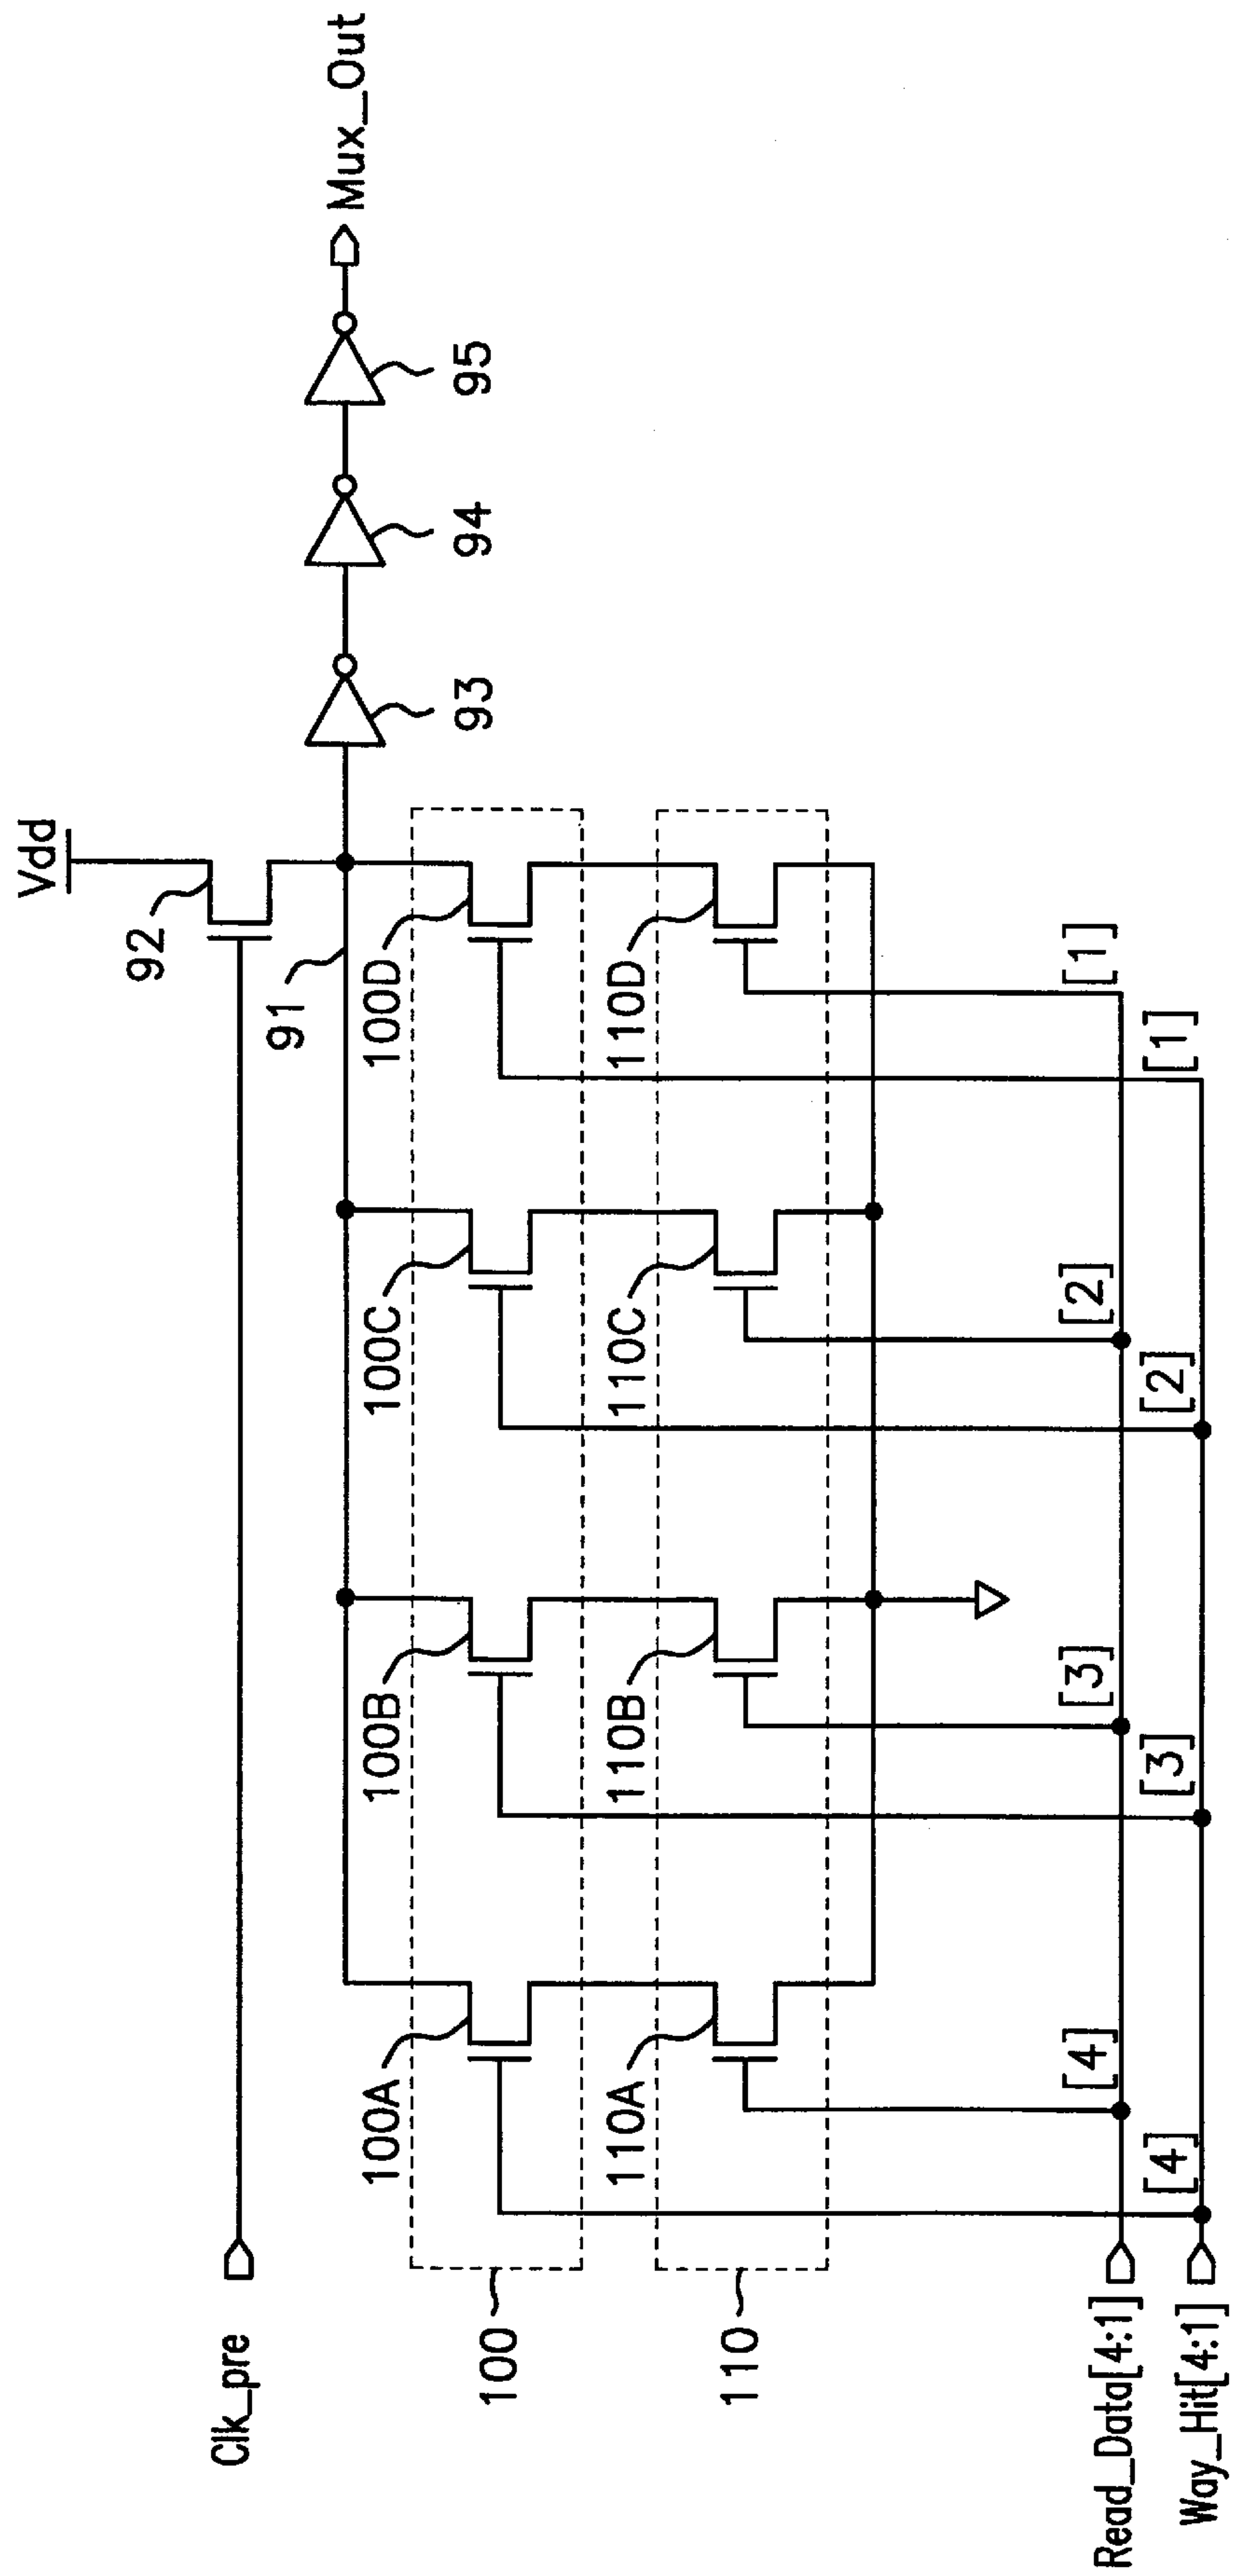 Vdd
92
Clk_pre
91
93
94
95
Mux_Out
100A
100B
100C
100D
100
110A
110B
110C
110D
110
[4]
[3]
[2]
[1]
Read_Data[4:1]
[4]
[3]
[2]
[1]
Way_Hit[4:1]